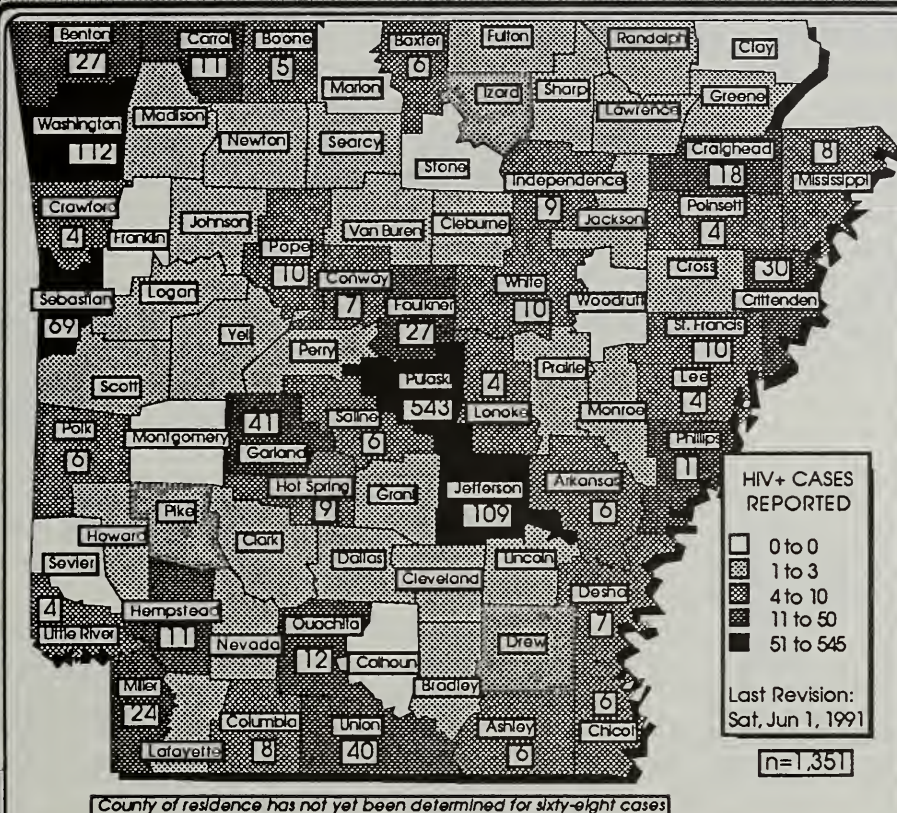 Benton
27
Carrol
11
Boone
5
Marion
Baxter
6
Fulton
Randolph
Clay
Izard
Sharp
Lawrence
Greene
Washington
112
Madison
Newton
Searcy
Stone
Independence
9
Craighead
18
8
Mississippi
Crawford
4
Franklin
Johnson
Pope
10
Van Buren
Cleburne
Jackson
Poinsett
4
Sebastian
69
Logan
Conway
7
Faulkner
27
White
10
Woodruff
Cross
30
Crittenden
Yel
Perry
Pulask
543
4
Lonoke
Prairie
St. Francis
10
Lee
4
Scott
Monroe
Polk
6
Montgomery
41
Garland
Saline
6
Phillips
1
Hot Spring
9
Grant
Jefferson
109
Arkansas
6
Pike
Howard
Clark
Sevier
Dallas
Cleveland
Lincoln
Desha
7
4
Little River
Hempstead
11
Nevada
Ouachita
12
Calhoun
Bradley
Drew
Miller
24
Lafayette
Columbia
8
Union
40
Ashley
6
6
Chicot
HIV+ CASES
REPORTED
0 to 0
1 to 3
4 to 10
11 to 50
51 to 545
Last Revision:
Sat, Jun 1, 1991
n=1,351
County of residence has not yet been determined for sixty-eight cases